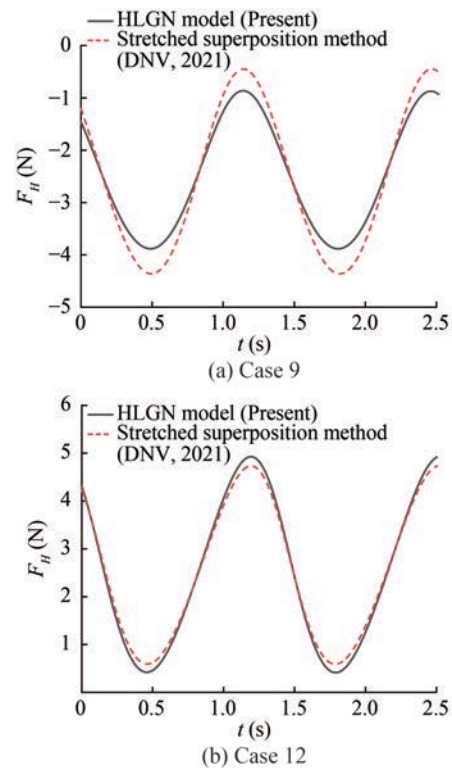 HLGN model (Present)
Stretched superposition method
(DNV, 2021)
0
−1
−2
−3
−4
−5
F_H (N)
0 0.5 1.0 1.5 2.0 2.5
t (s)
(a) Case 9
HLGN model (Present)
Stretched superposition method
(DNV, 2021)
6
5
4
3
2
1
F_H (N)
0 0.5 1.0 1.5 2.0 2.5
t (s)
(b) Case 12